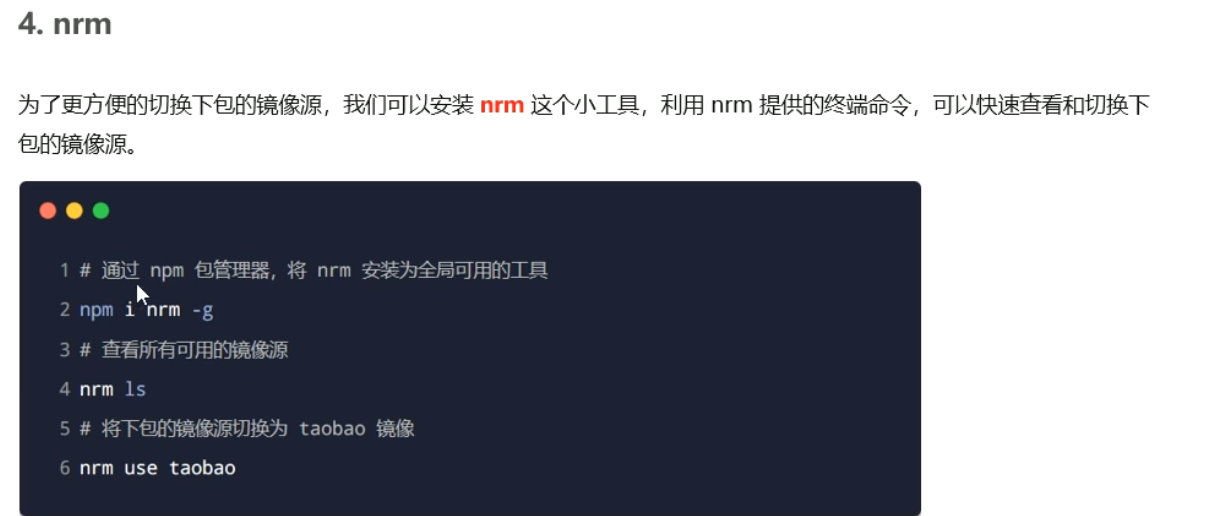 4. nrm
为了更方便的切换下包的镜像源，我们可以安装 nrm 这个小工具，利用 nrm 提供的终端命令，可以快速查看和切换下
包的镜像源。
1 # 通过 npm 包管理器，将 nrm 安装为全局可用的工具
2 npm i nrm -g
3 # 查看所有可用的镜像源
4 nrm ls
5 # 将下包的镜像源切换为 taobao 镜像
6 nrm use taobao